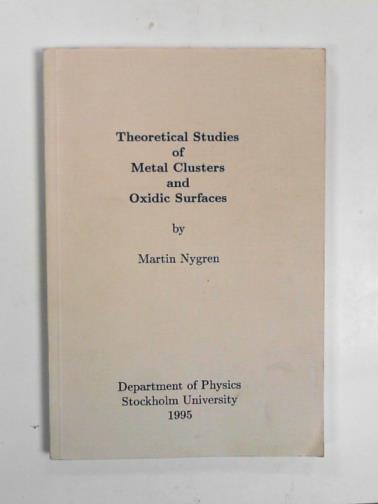 Theoretical Studies
of
Metal Clusters
and
Oxidic Surfaces
by
Martin Nygren
Department of Physics
Stockholm University
1995